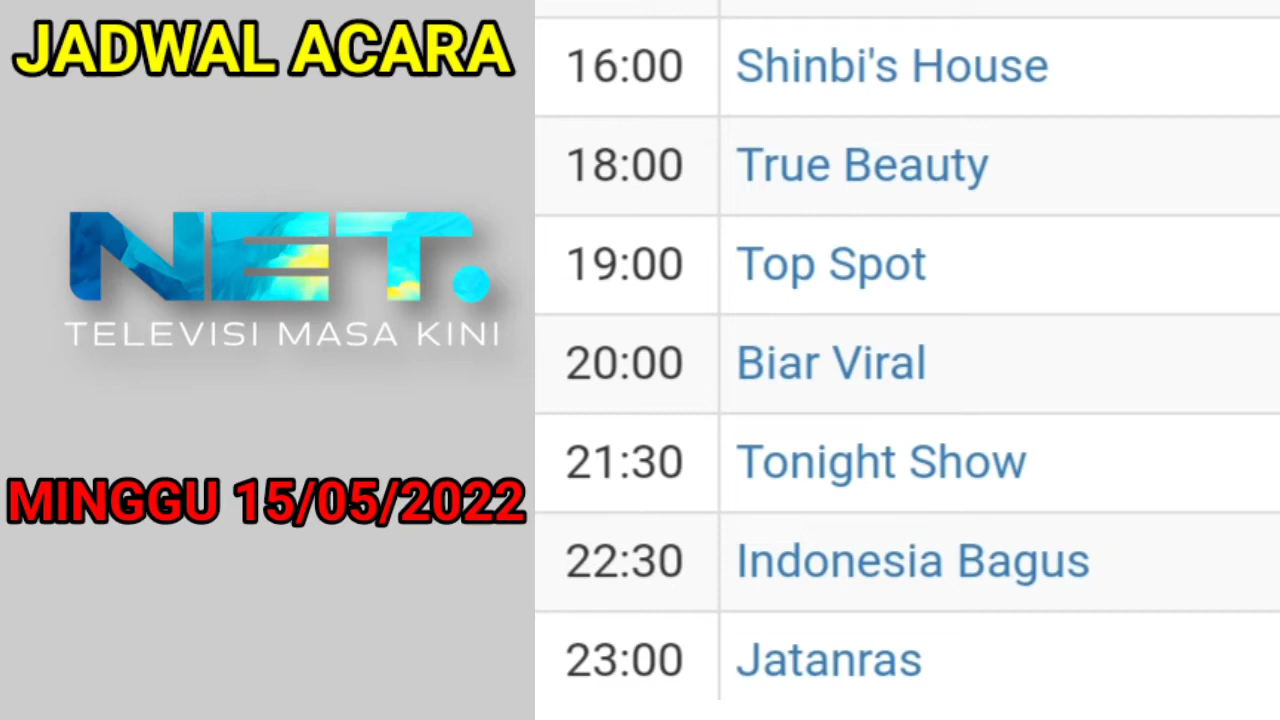 JADWAL ACARA
NET.
TELEVISI MASA KINI
MINGGU 15/05/2022
16:00 Shinbi's House
18:00 True Beauty
19:00 Top Spot
20:00 Biar Viral
21:30 Tonight Show
22:30 Indonesia Bagus
23:00 Jatanras